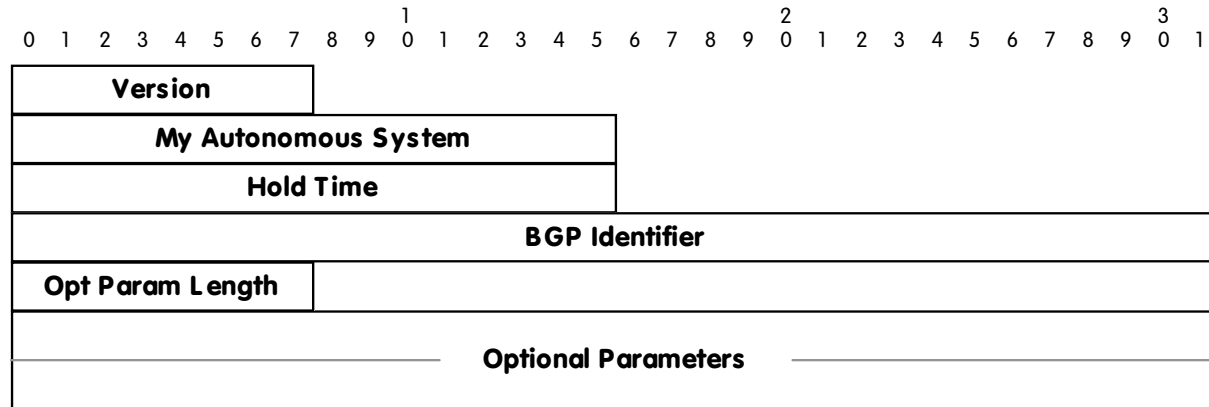 1 2 3
0 1 2 3 4 5 6 7 8 9 0 1 2 3 4 5 6 7 8 9 0 1 2 3 4 5 6 7 8 9 0 1
Version
My Autonomous System
Hold Time
BGP Identifier
Opt Param Length
Optional Parameters